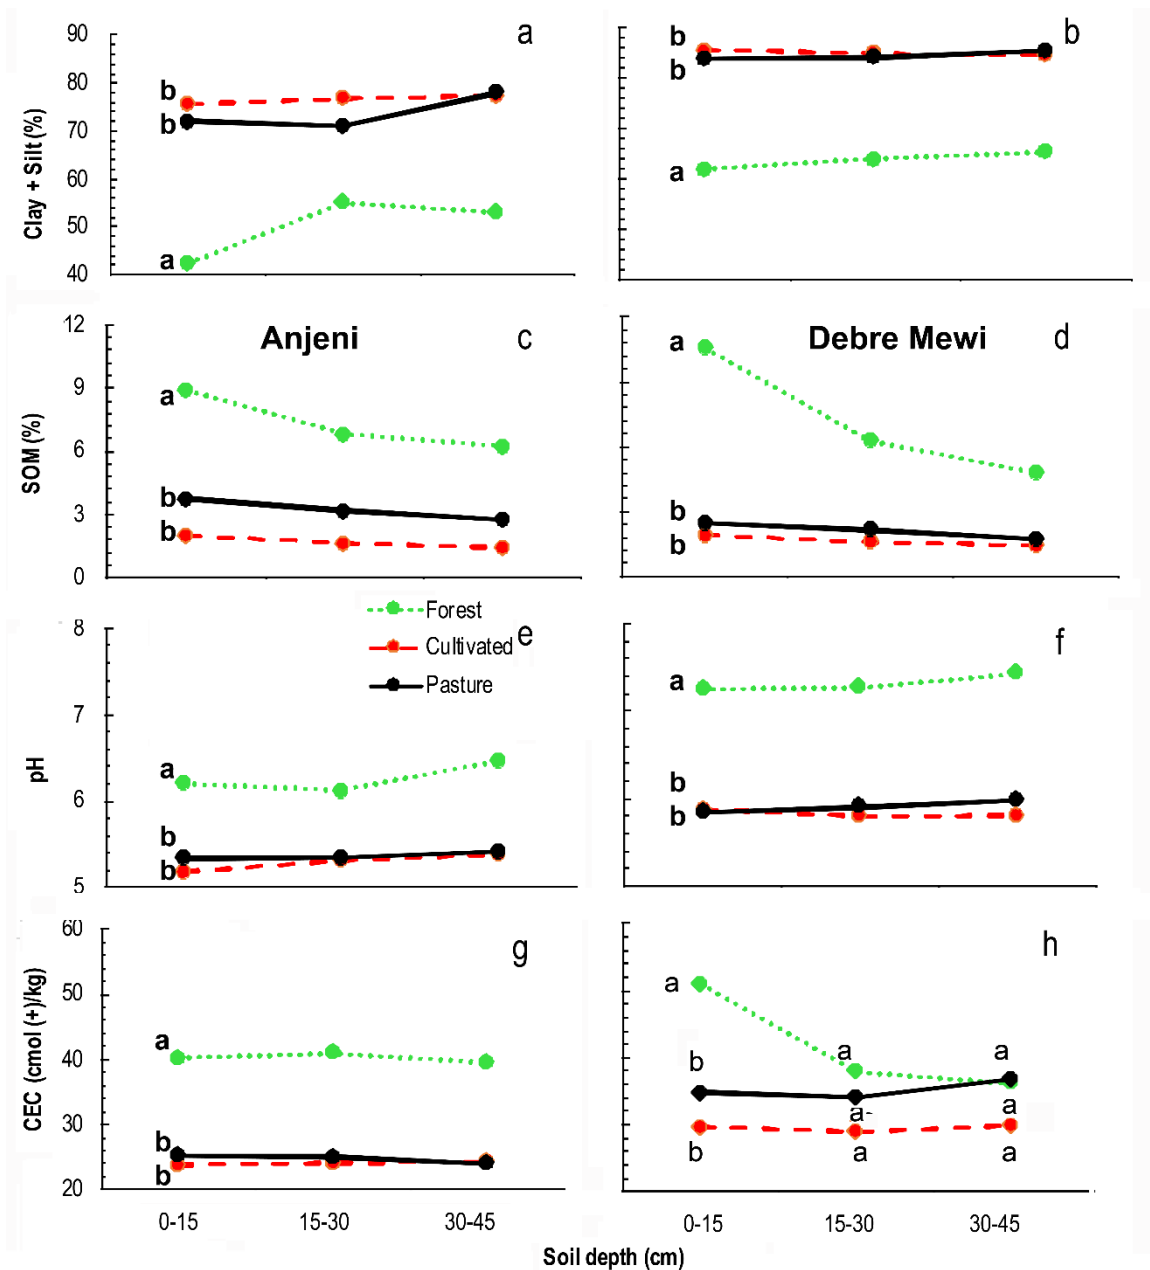 a
b
90
80
70
60
50
40
Clay + Silt (%)
b
b
a
b
b
a
Anjeni
c
Debre Mewi
d
12
9
6
3
0
SOM (%)
a
b
b
a
b
b
Forest
Cultivated
Pasture
e
f
8
7
6
5
pH
a
b
b
a
b
b
g
h
60
50
40
30
20
CEC (cmol (+)/kg
a
b
b
a
b
a
a
a-
a
b
a
a
0-15
15-30
30-45
0-15
15-30
30-45
Soil depth (cm)